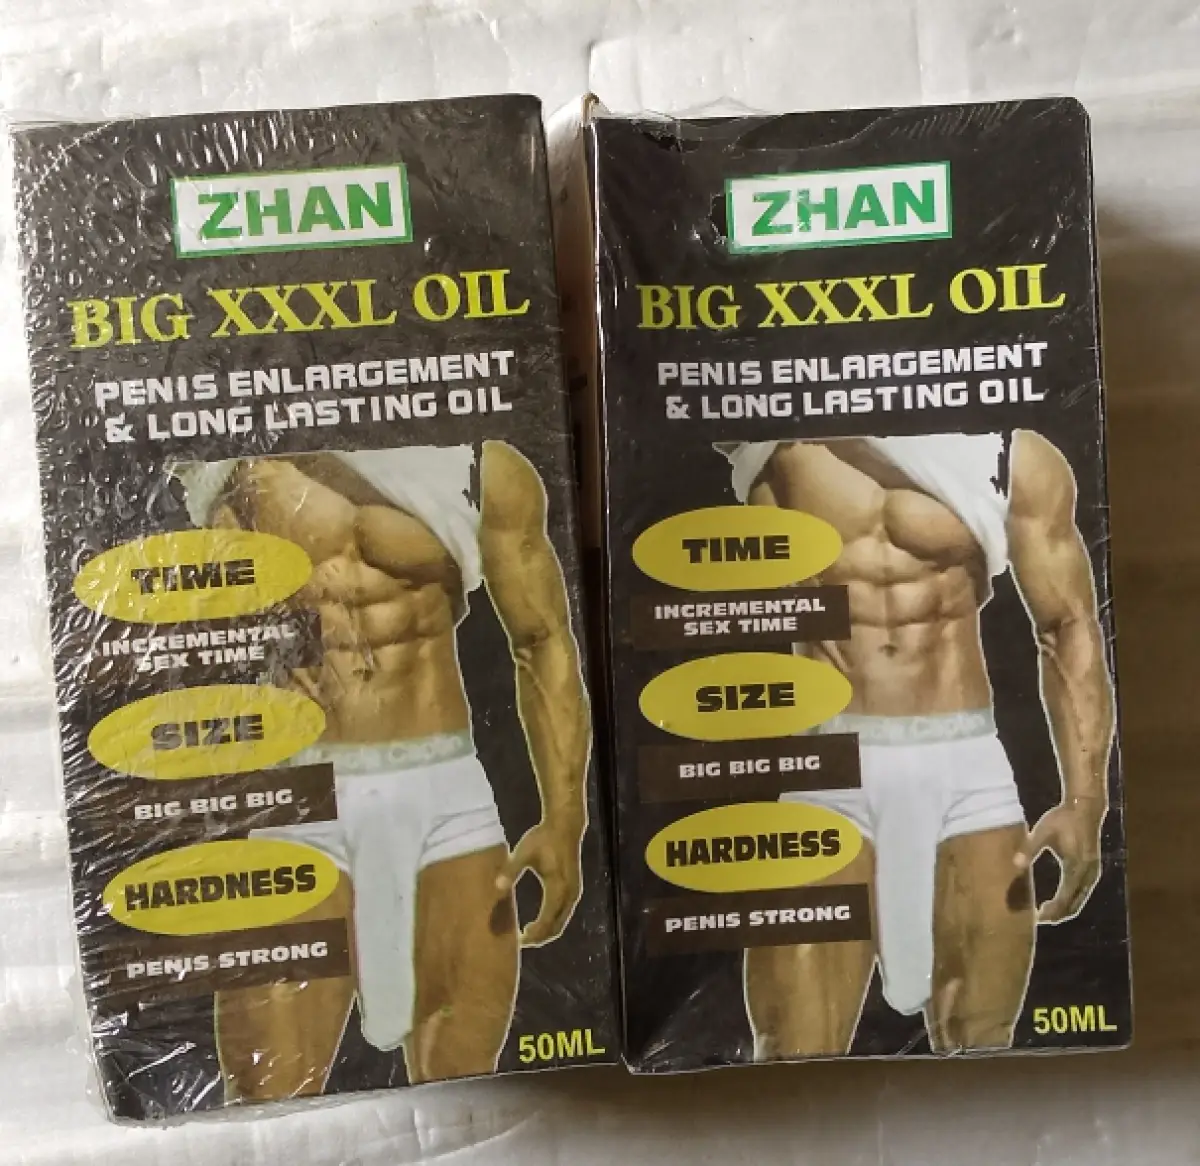 ZHAN
BIG XXXL OIL
PENIS ENLARGEMENT
& LONG LASTING OIL
TIME
INCREMENTAL
SEX TIME
SIZE
BIG BIG BIG
HARDNESS
PENIS STRONG
50ML
ZHAN
BIG XXXL OIL
PENIS ENLARGEMENT
& LONG LASTING OIL
TIME
INCREMENTAL
SEX TIME
SIZE
BIG BIG BIG
HARDNESS
PENIS STRONG
50ML